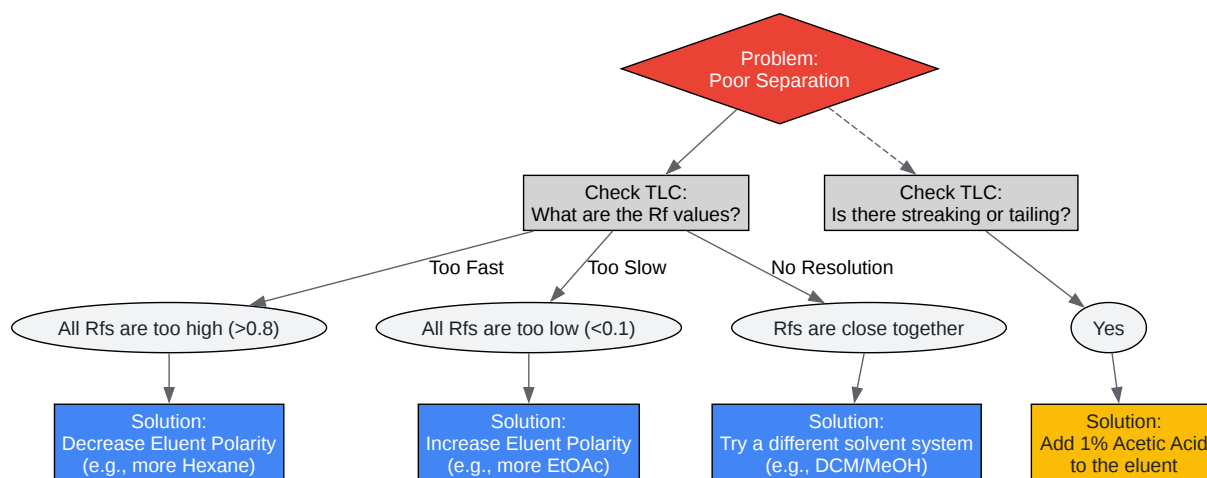 Problem:
Poor Separation
Check TLC:
What are the Rf values?
Check TLC:
Is there streaking or tailing?
Too Fast
Too Slow
No Resolution
All Rfs are too high (>0.8)
All Rfs are too low (<0.1)
Rfs are close together
Yes
Solution:
Decrease Eluent Polarity
(e.g., more Hexane)
Solution:
Increase Eluent Polarity
(e.g., more EtOAc)
Solution:
Try a different solvent system
(e.g., DCM/MeOH)
Solution:
Add 1% Acetic Acid
to the eluent